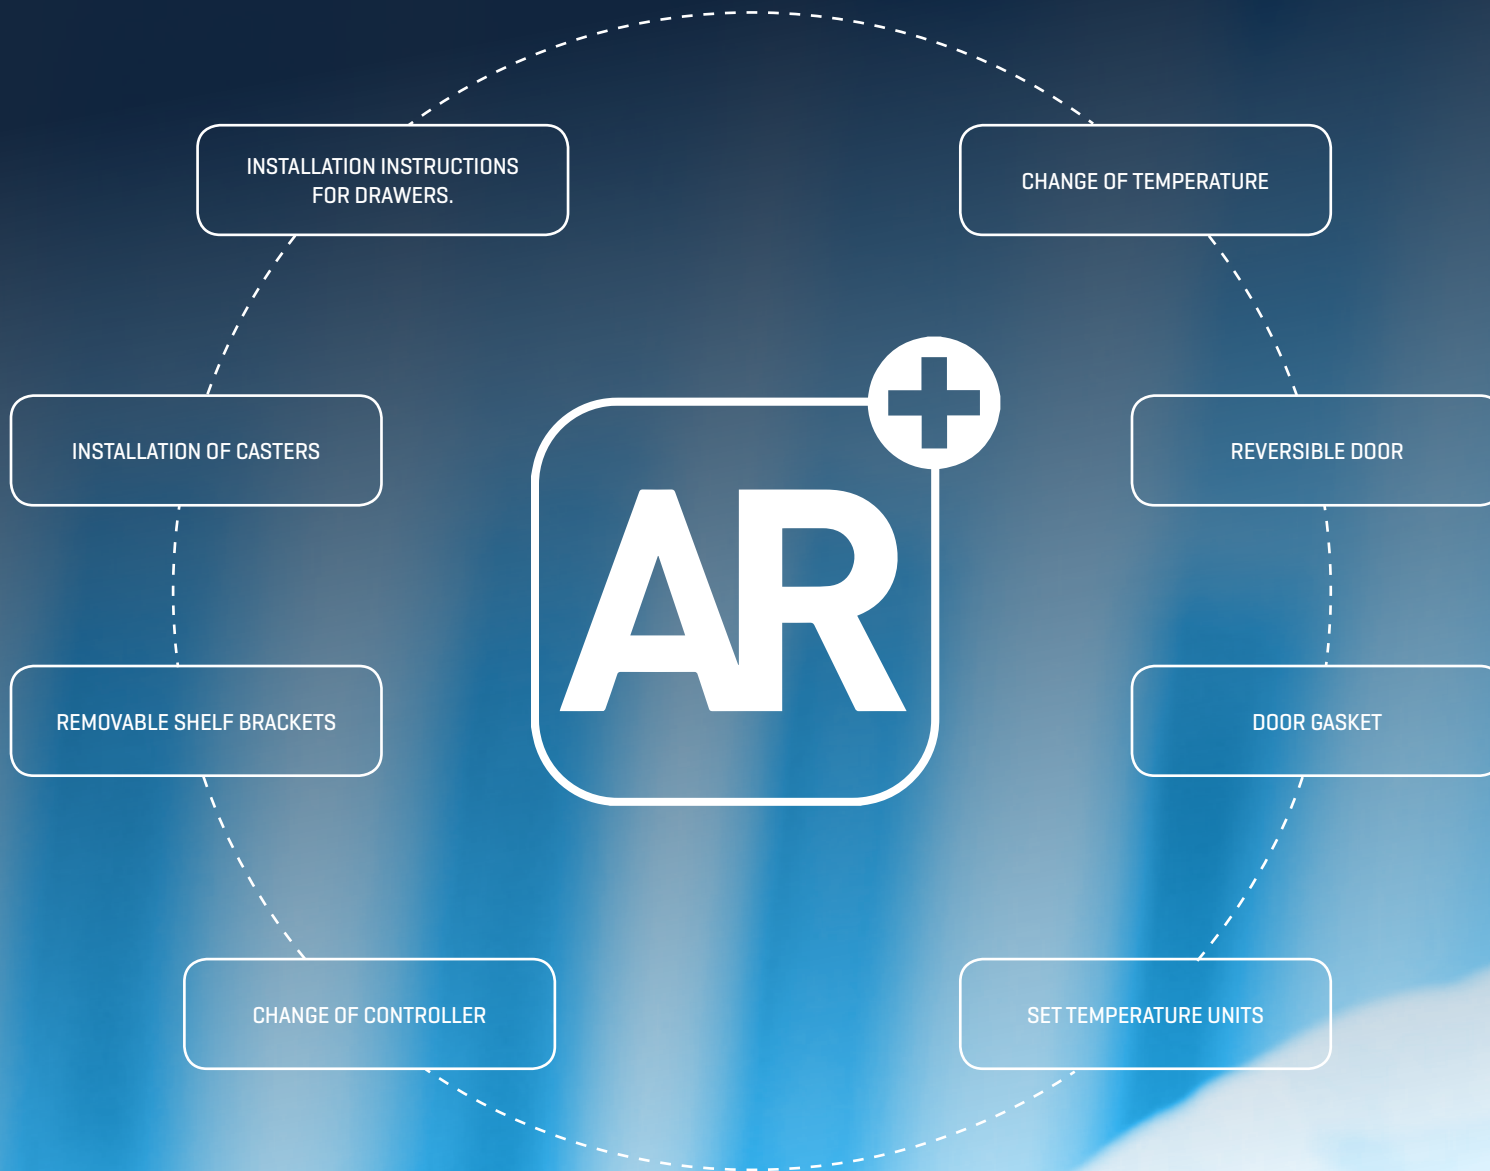 INSTALLATION INSTRUCTIONS
FOR DRAWERS.
CHANGE OF TEMPERATURE
INSTALLATION OF CASTERS
REVERSIBLE DOOR
AR
REMOVABLE SHELF BRACKETS
DOOR GASKET
CHANGE OF CONTROLLER
SET TEMPERATURE UNITS